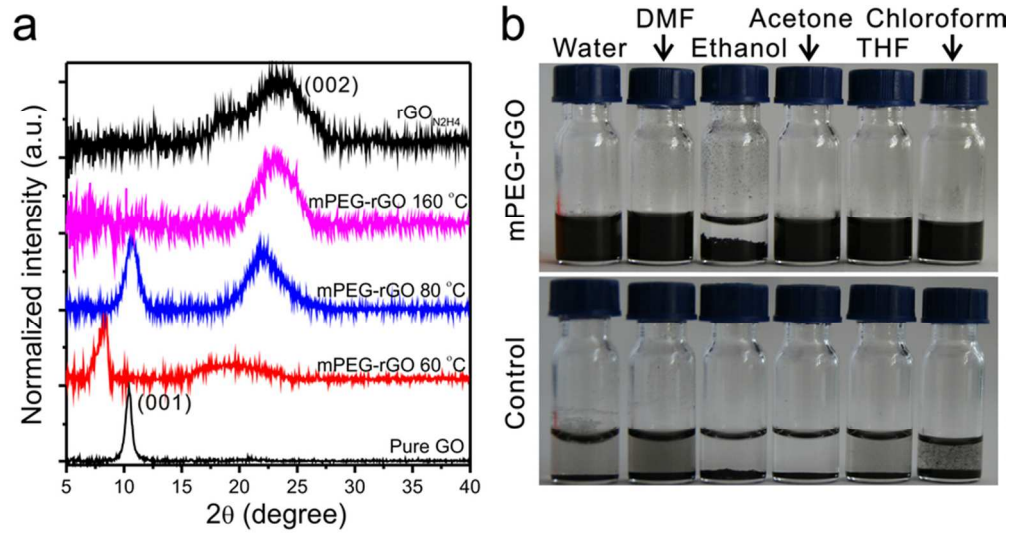 a
Normalized intensity (a.u.)
(002)
rGO_N2H4
mPEG-rGO 160 °C
mPEG-rGO 80 °C
mPEG-rGO 60 °C
(001)
Pure GO
5 10 15 20 25 30 35 40
2θ (degree)
b
DMF Acetone Chloroform
Water Ethanol THF
mPEG-rGO
Control